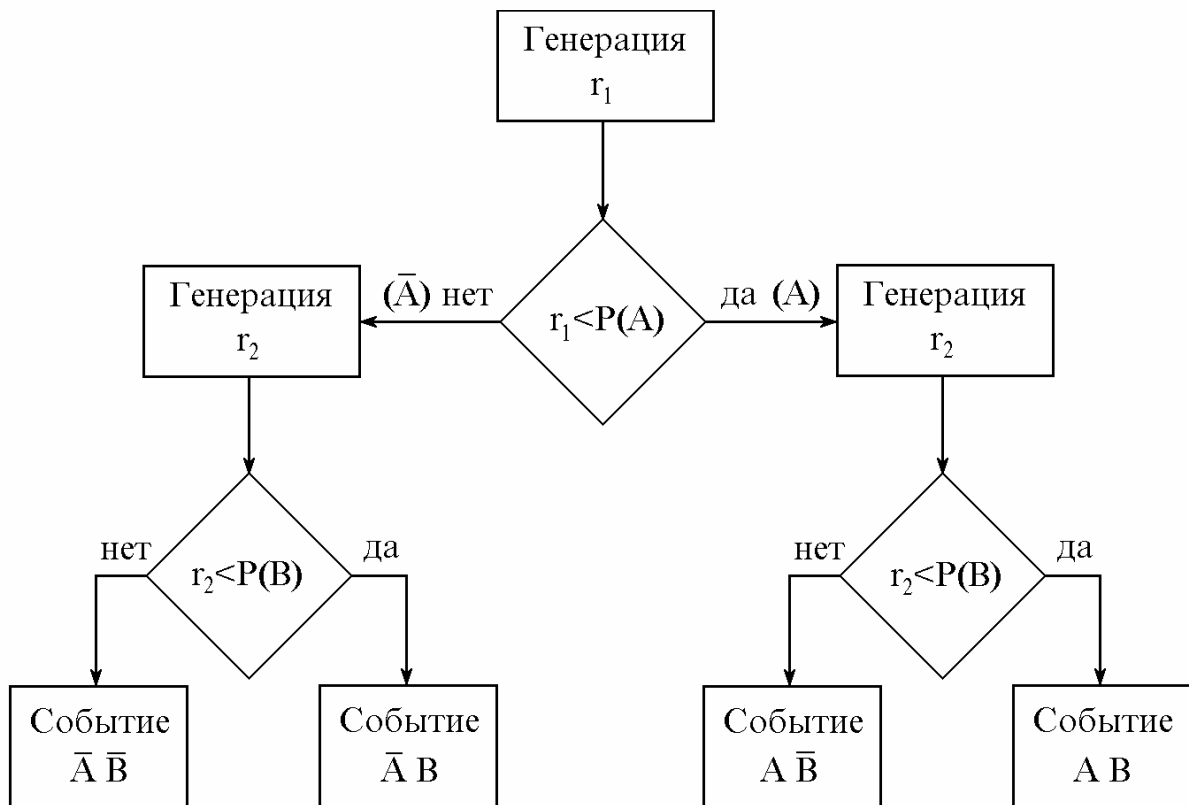 Генерация
r₁
r₁<P(A)
(A̅) нет
да (A)
Генерация
r₂
Генерация
r₂
нет
r₂<P(B)
да
нет
r₂<P(B)
да
Событие
A̅ B̅
Событие
A̅ B
Событие
A B̅
Событие
A B